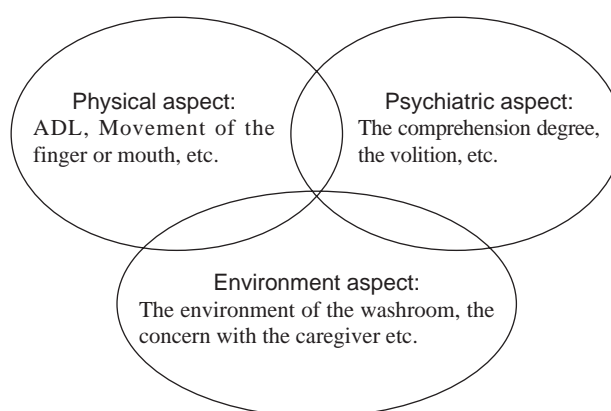 Physical aspect:
ADL, Movement of the
finger or mouth, etc.
Psychiatric aspect:
The comprehension degree,
the volition, etc.
Environment aspect:
The environment of the washroom, the
concern with the caregiver etc.